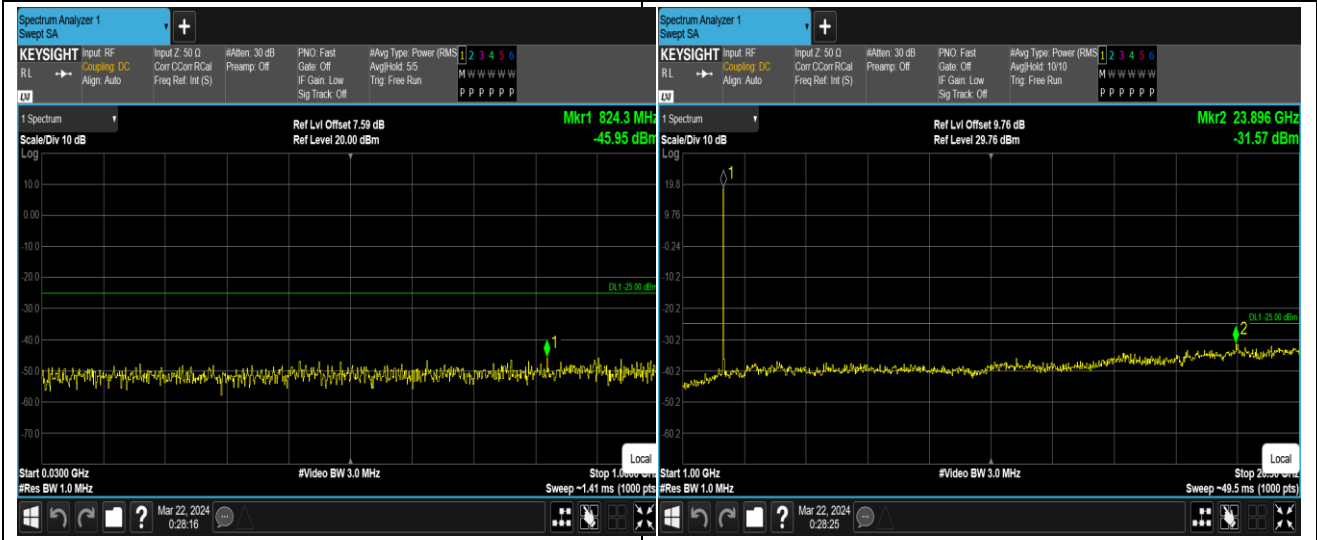 Spectrum Analyzer 1
Swept SA
+
KEYSIGHT
RL
LXI
Input: RF
Coupling: DC
Align: Auto
Input Z: 50 Ω
Corr CCorr RCal
Freq Ref: Int (S)
#Atten: 30 dB
Preamp: Off
PNO: Fast
Gate: Off
IF Gain: Low
Sig Track: Off
#Avg Type: Power (RMS
Avg|Hold: 5/5
Trig: Free Run
1 2 3 4 5 6
M W W W W W
P P P P P P
1 Spectrum
Scale/Div 10 dB
Log
Ref Lvl Offset 7.59 dB
Ref Level 20.00 dBm
Mkr1 824.3 MHz
-45.95 dBm
10.0
0.00
-10.0
-20.0
DL1 -25.00 dBm
-30.0
-40.0
1
-50.0
-60.0
-70.0
Local
Start 0.0300 GHz
#Res BW 1.0 MHz
#Video BW 3.0 MHz
Stop
Sweep ~1.41 ms (1000 pts
?
Mar 22, 2024
0:28:16
Spectrum Analyzer 1
Swept SA
+
KEYSIGHT
RL
LXI
Input: RF
Coupling: DC
Align: Auto
Input Z: 50 Ω
Corr CCorr RCal
Freq Ref: Int (S)
#Atten: 30 dB
Preamp: Off
PNO: Fast
Gate: Off
IF Gain: Low
Sig Track: Off
#Avg Type: Power (RMS
Avg|Hold: 10/10
Trig: Free Run
1 2 3 4 5 6
M W W W W W
P P P P P P
1 Spectrum
Scale/Div 10 dB
Log
Ref Lvl Offset 9.76 dB
Ref Level 29.76 dBm
Mkr2 23.896 GHz
-31.57 dBm
1
19.8
9.76
-0.24
-10.2
-20.2
DL1 -25.00 dBm
2
-30.2
-40.2
-50.2
-60.2
Local
Start 1.00 GHz
#Res BW 1.0 MHz
#Video BW 3.0 MHz
Stop
Sweep ~49.5 ms (1000 pts)
?
Mar 22, 2024
0:28:25